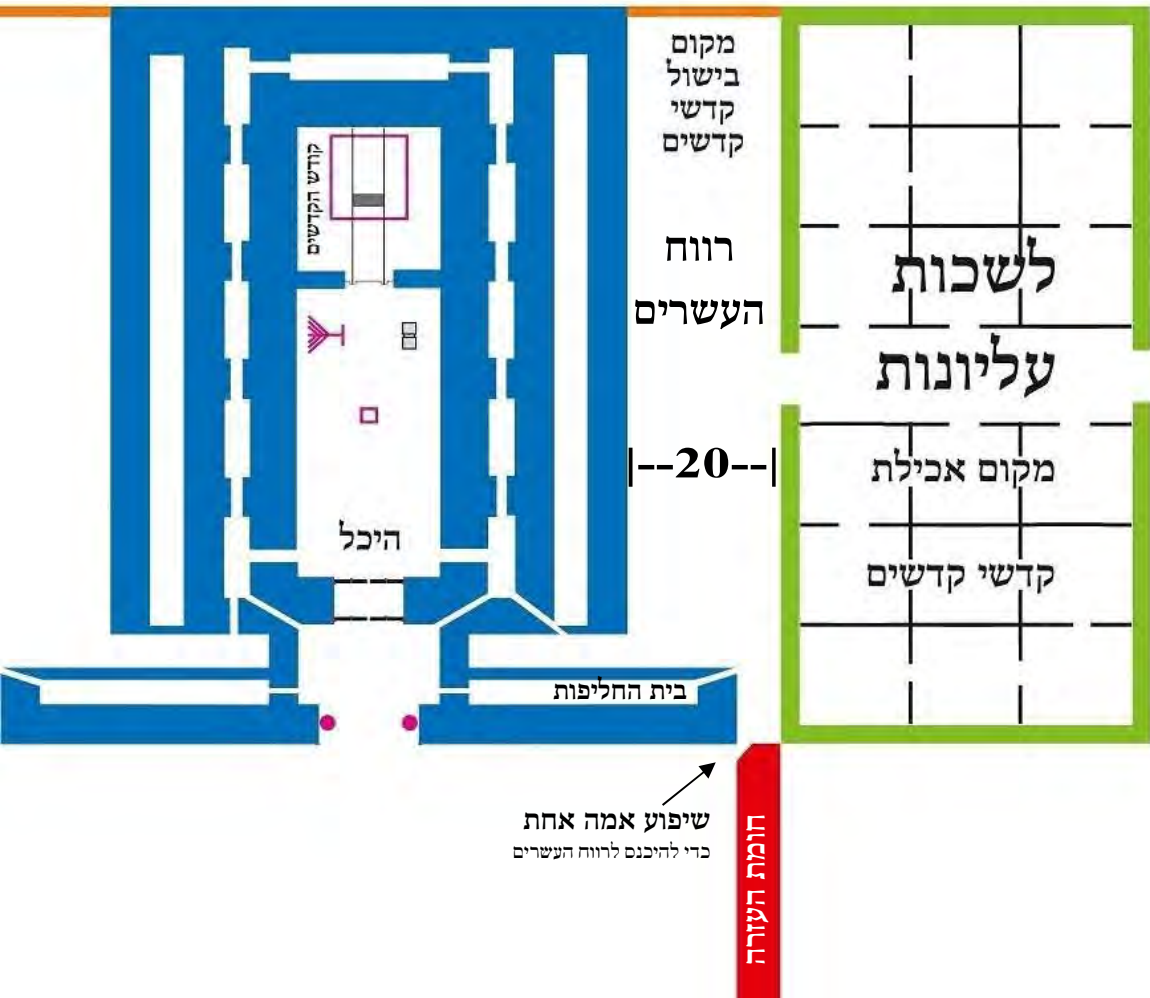 מקום
בישול
קדשי
קדשים
קודש הקדשים
רווח
העשרים
לשכות
עליונות
|--20--|
מקום אכילת
קדשי קדשים
היכל
בית החליפות
שיפוע אמה אחת
כדי להיכנס לרווח העשרים
חומת העזרה